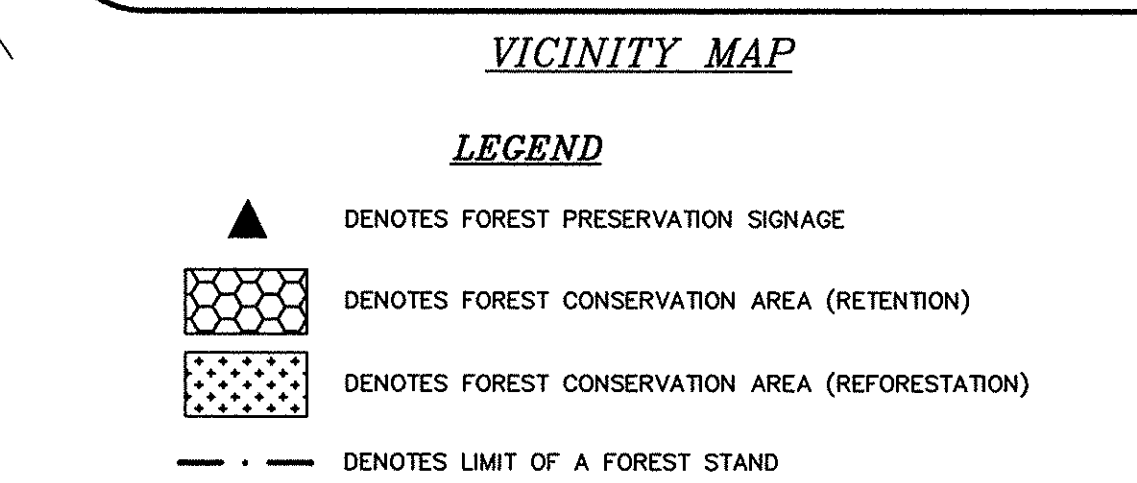 VICINITY MAP
LEGEND
DENOTES FOREST PRESERVATION SIGNAGE
DENOTES FOREST CONSERVATION AREA (RETENTION)
DENOTES FOREST CONSERVATION AREA (REFORESTATION)
DENOTES LIMIT OF A FOREST STAND